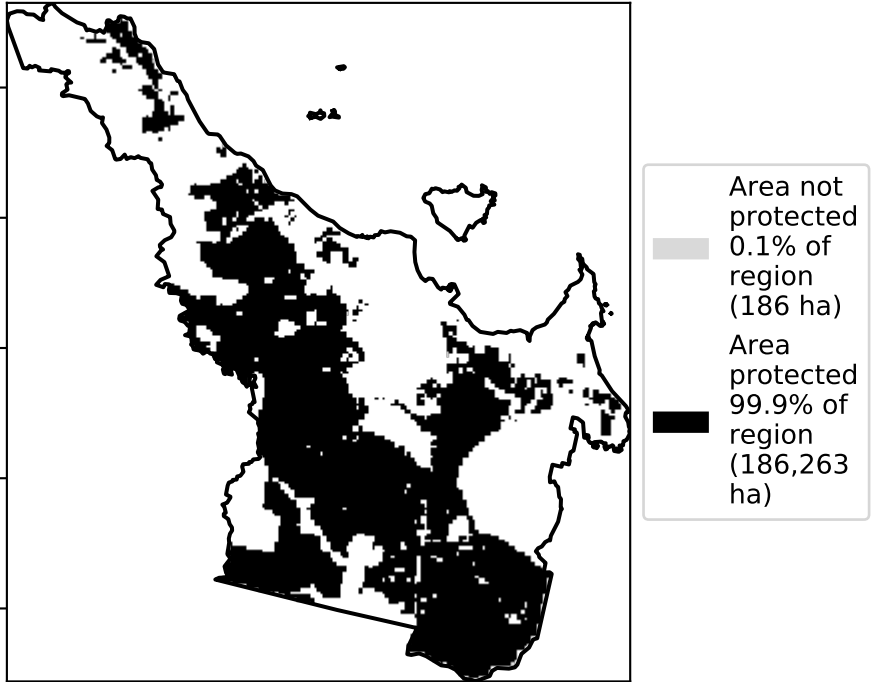 Area not
protected
0.1% of
region
(186 ha)
Area
protected
99.9% of
region
(186,263
ha)